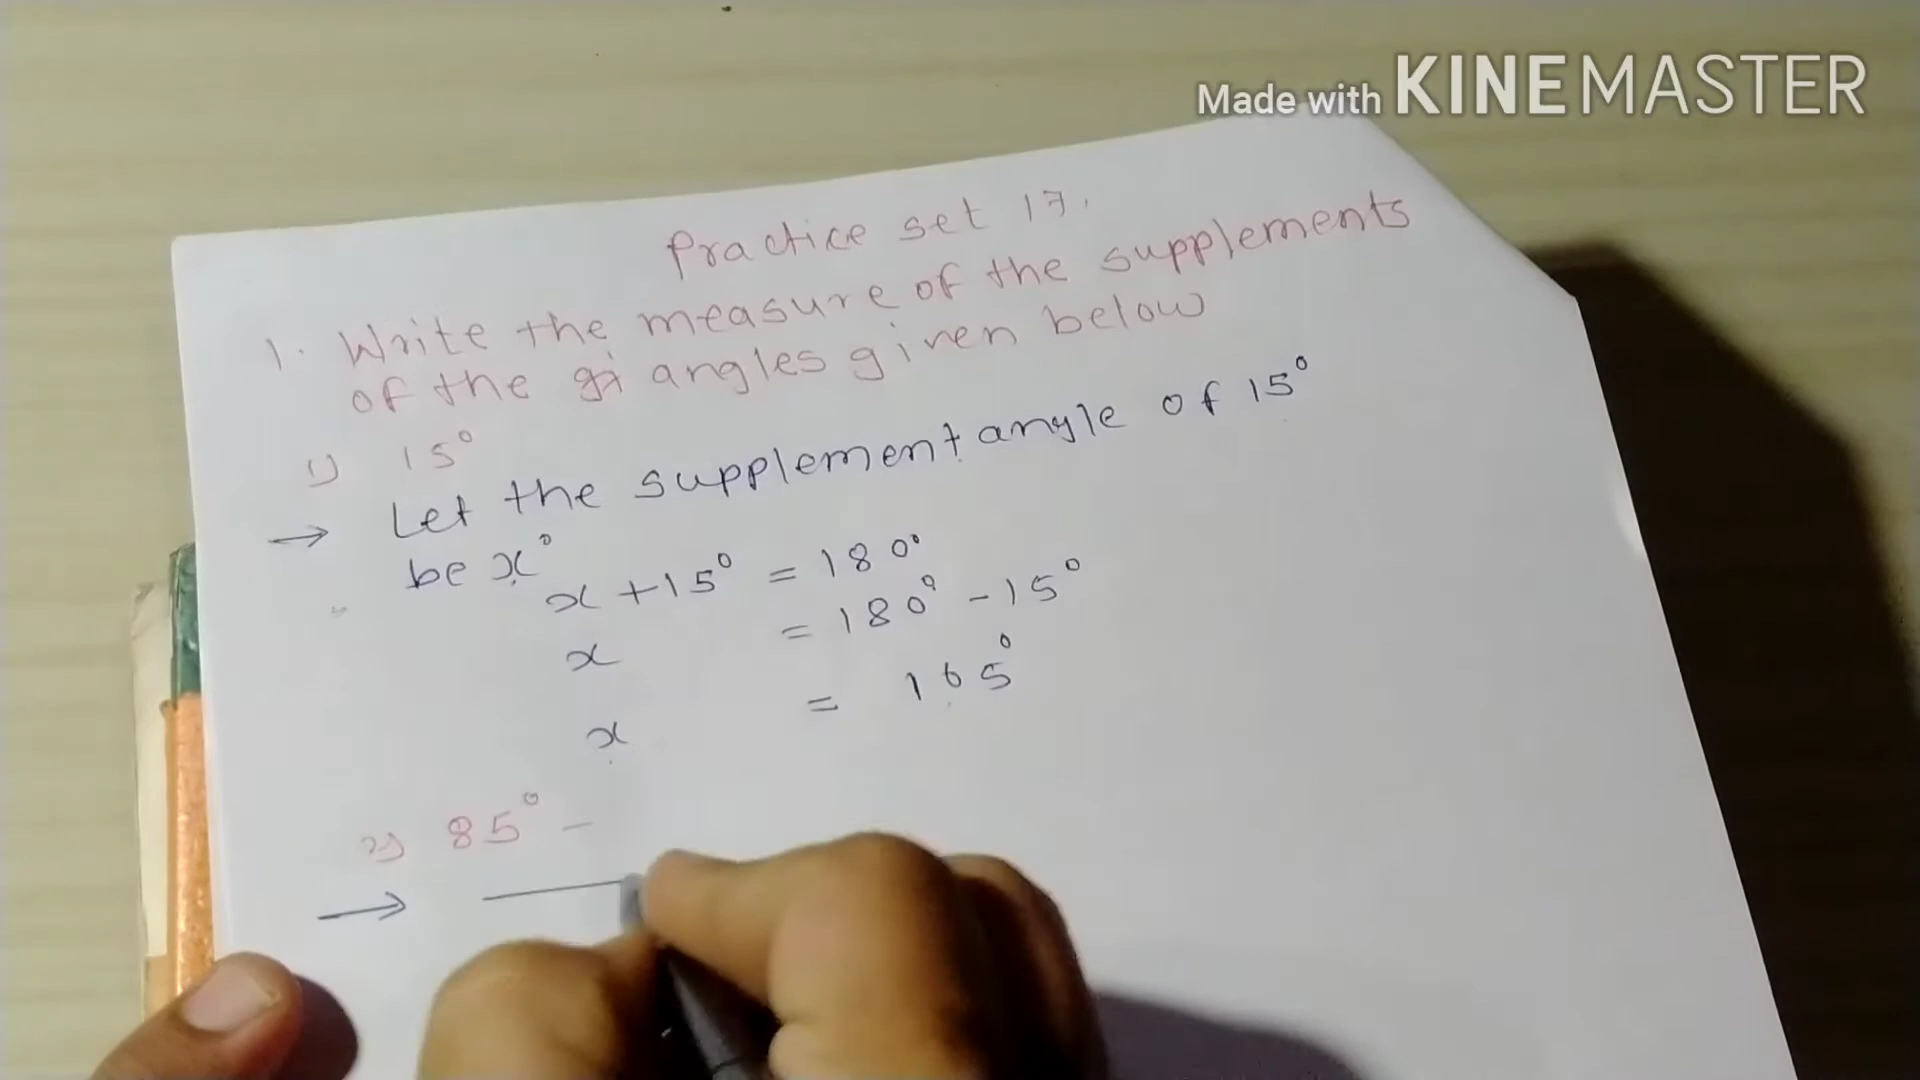 Made with KINEMASTER
Practice set 17.
1. Write the measure of the supplements
of the gi angles given below
1) 15°
→ Let the supplement angle of 15°
be x°
x + 15° = 180°
x = 180° - 15°
x = 165°
2) 85° -
→